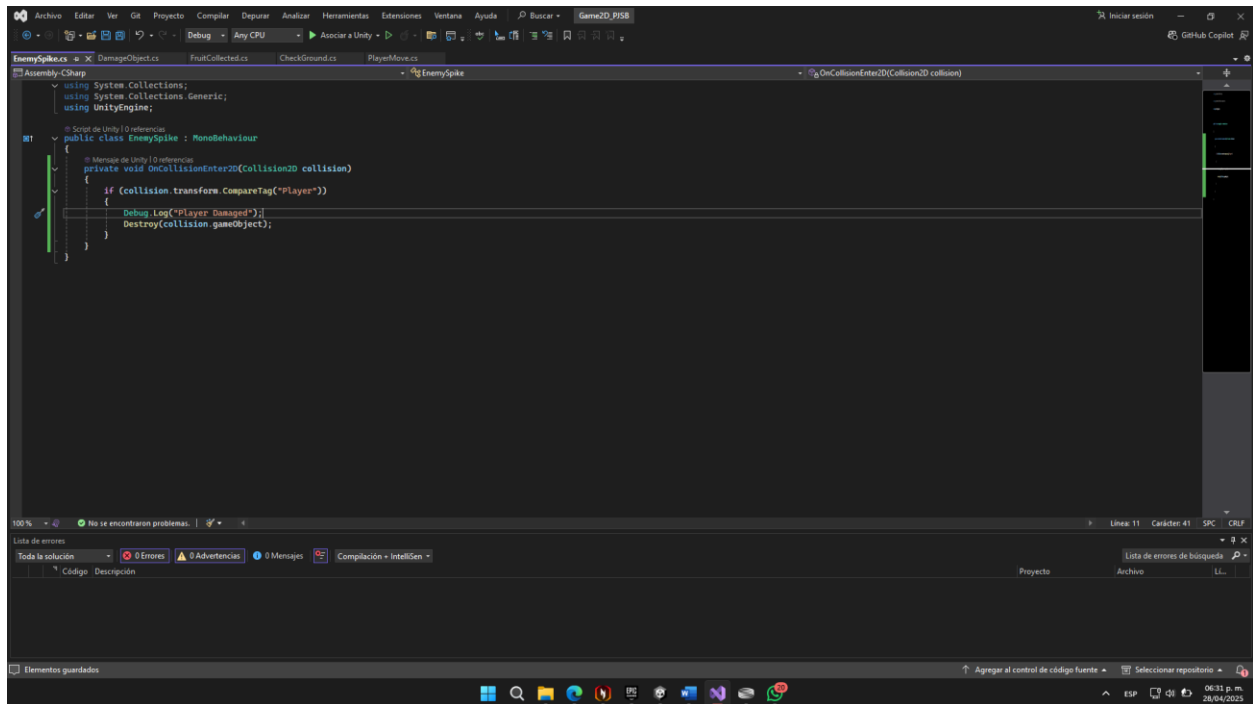 Archivo Editar Ver Git Proyecto Compilar Depurar Analizar Herramientas Extensiones Ventana Ayuda Buscar Game2D_PJSB Iniciar sesión
Debug Any CPU Asociar a Unity GitHub Copilot
EnemySpike.cs DamageObject.cs FruitCollected.cs CheckGround.cs PlayerMove.cs
Assembly-CSharp EnemySpike OnCollisionEnter2D(Collision2D collision)
using System.Collections;
using System.Collections.Generic;
using UnityEngine;
Script de Unity | 0 referencias
public class EnemySpike : MonoBehaviour
{
Mensaje de Unity | 0 referencias
private void OnCollisionEnter2D(Collision2D collision)
{
if (collision.transform.CompareTag("Player"))
{
Debug.Log("Player Damaged");
Destroy(collision.gameObject);
}
}
}
100 % No se encontraron problemas. Línea: 11 Carácter: 41 SPC CRLF
Lista de errores
Toda la solución 0 Errores 0 Advertencias 0 Mensajes Compilación + IntelliSen Lista de errores de búsqueda
Código Descripción Proyecto Archivo Lí...
Elementos guardados Agregar al control de código fuente Seleccionar repositorio
EPIC 20 ESP 06:31 p. m.
28/04/2025